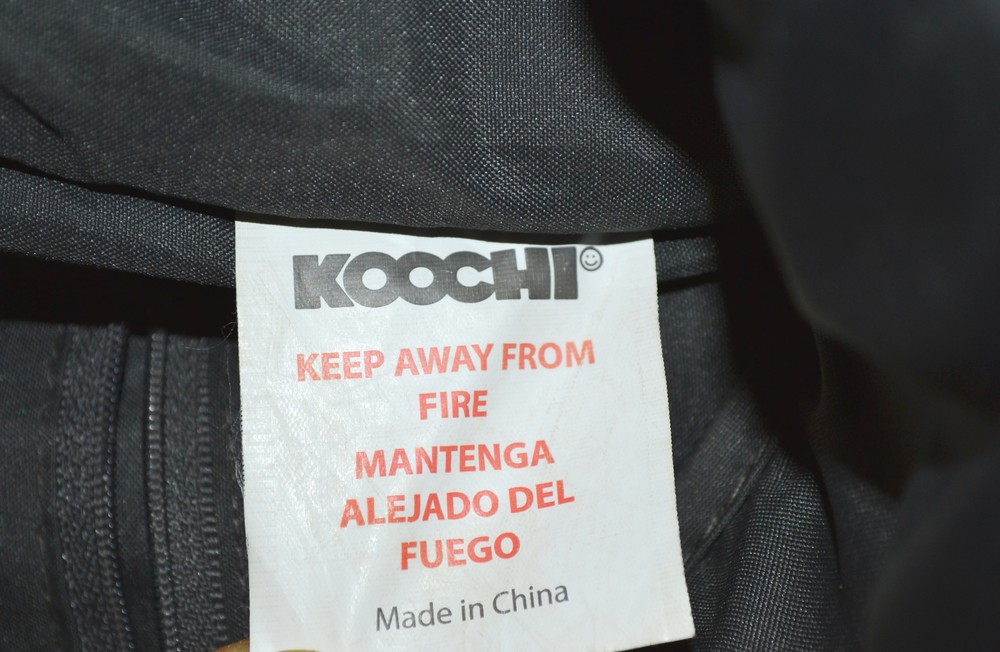 KOOCHI
KEEP AWAY FROM
FIRE
MANTENGA
ALEJADO DEL
FUEGO
Made in China